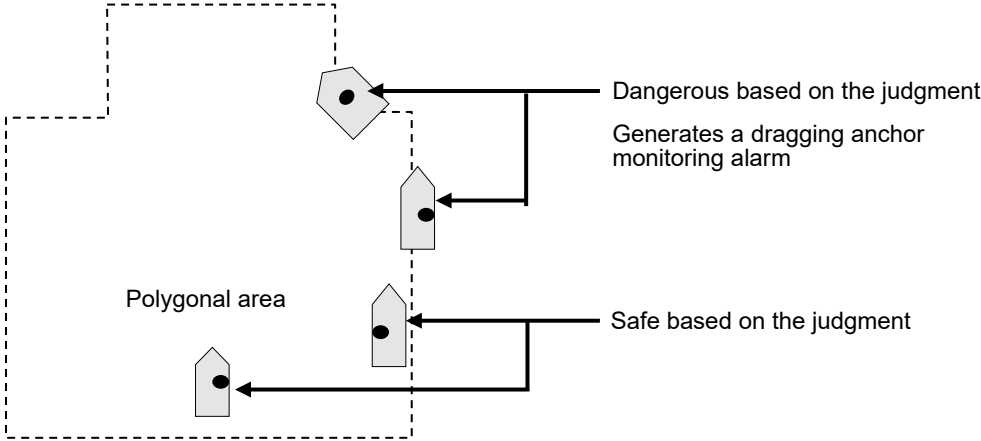 Dangerous based on the judgment
Generates a dragging anchor
monitoring alarm
Polygonal area
Safe based on the judgment